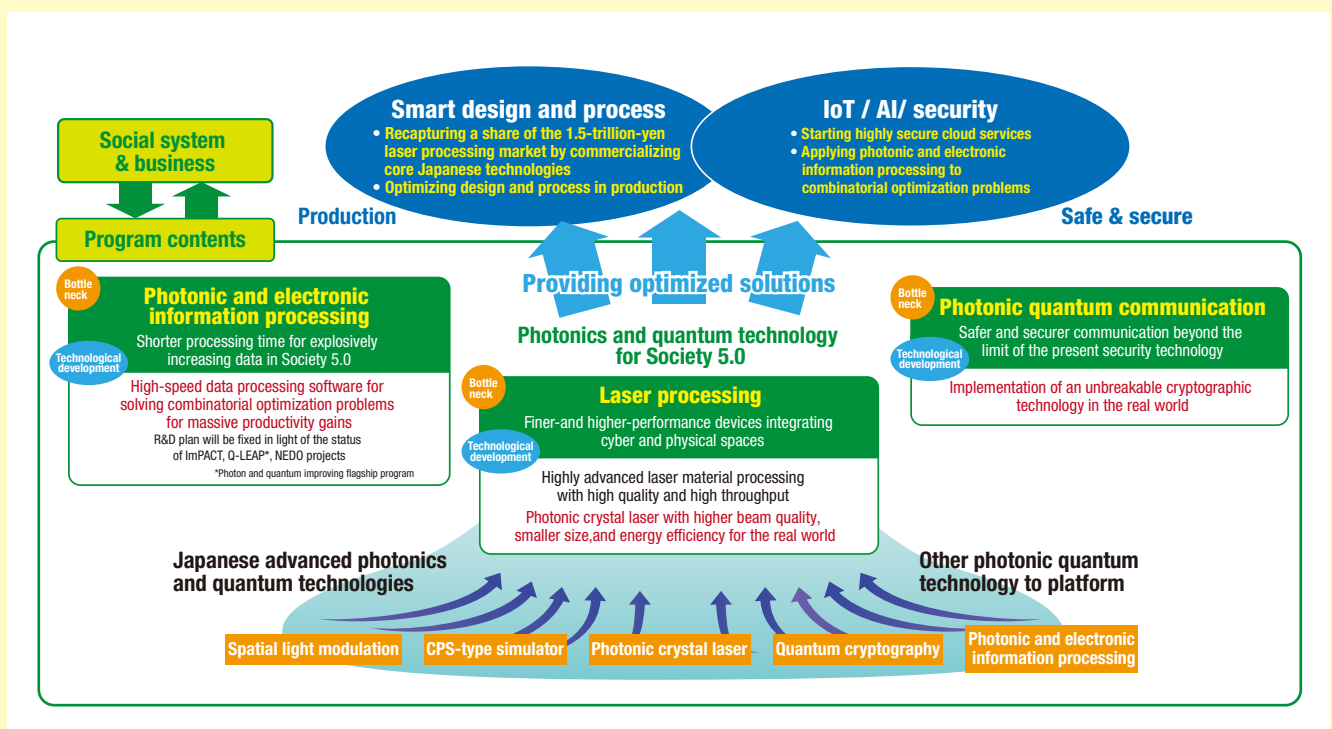 Smart design and process
• Recapturing a share of the 1.5-trillion-yen
laser processing market by commercializing
core Japanese technologies
• Optimizing design and process in production
IoT / AI/ security
• Starting highly secure cloud services
• Applying photonic and electronic
information processing to
combinatorial optimization problems
Social system
& business
Production
Safe & secure
Program contents
Providing optimized solutions
Bottle
neck
Photonic and electronic
information processing
Shorter processing time for explosively
increasing data in Society 5.0
Technological
development
High-speed data processing software for
solving combinatorial optimization problems
for massive productivity gains
R&D plan will be fixed in light of the status
of ImPACT, Q-LEAP*, NEDO projects
*Photon and quantum improving flagship program
Photonics and quantum technology
for Society 5.0
Bottle
neck
Laser processing
Finer-and higher-performance devices integrating
cyber and physical spaces
Technological
development
Highly advanced laser material processing
with high quality and high throughput
Photonic crystal laser with higher beam quality,
smaller size,and energy efficiency for the real world
Bottle
neck
Photonic quantum communication
Safer and securer communication beyond the
limit of the present security technology
Technological
development
Implementation of an unbreakable cryptographic
technology in the real world
Japanese advanced photonics
and quantum technologies
Other photonic quantum
technology to platform
Spatial light modulation
CPS-type simulator
Photonic crystal laser
Quantum cryptography
Photonic and electronic
information processing